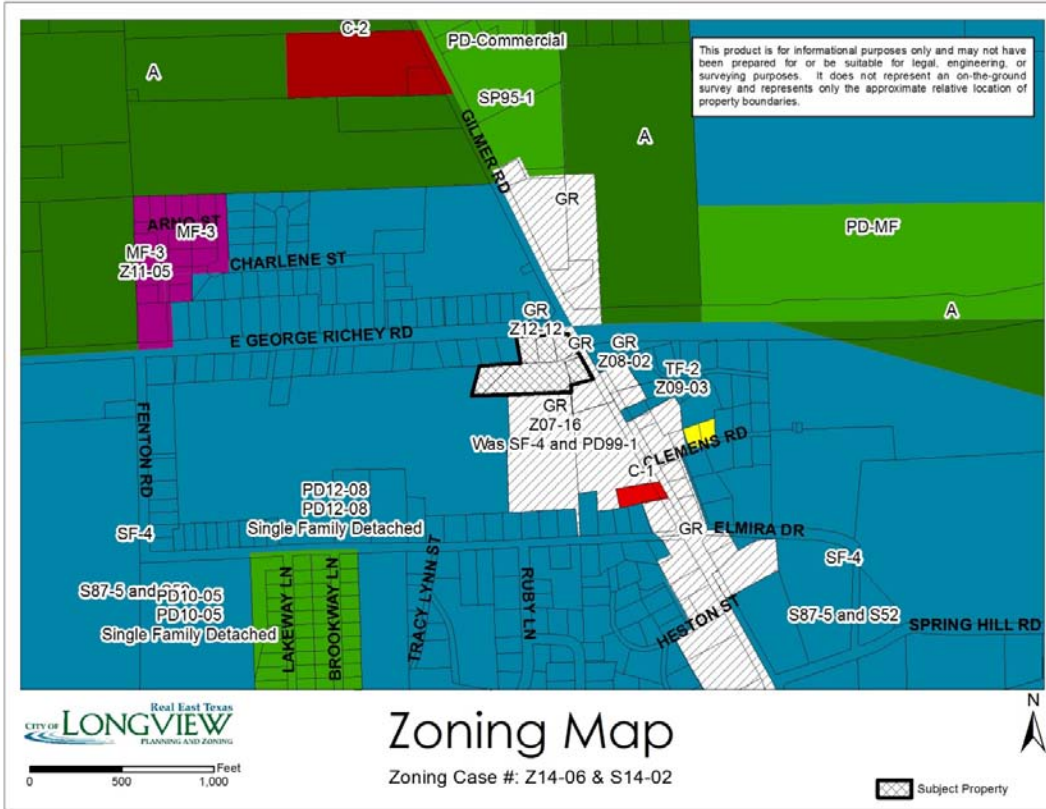 C-2
PD-Commercial
This product is for informational purposes only and may not have
been prepared for or be suitable for legal, engineering, or
surveying purposes. It does not represent an on-the-ground
survey and represents only the approximate relative location of
property boundaries.
A
SP95-1
GILMER RD
A
GR
ARNO ST
MF-3
MF-3
Z11-05
CHARLENE ST
PD-MF
A
E GEORGE RICHEY RD
GR
Z12-12
GR
GR
Z08-02
TF-2
Z09-03
GR
Z07-16
Was SF-4 and PD99-1
CLEMENS RD
C-1
FENTON RD
PD12-08
PD12-08
Single Family Detached
SF-4
GR
ELMIRA DR
SF-4
S87-5 and
PD10-05
PD10-05
Single Family Detached
LAKEWAY LN
BROOKWAY LN
TRACY LYNN ST
RUBY LN
HESTON ST
S87-5 and S52
SPRING HILL RD
Real East Texas
CITY OF LONGVIEW
PLANNING AND ZONING
Feet
0 500 1,000
Zoning Map
Zoning Case #: Z14-06 & S14-02
N
Subject Property